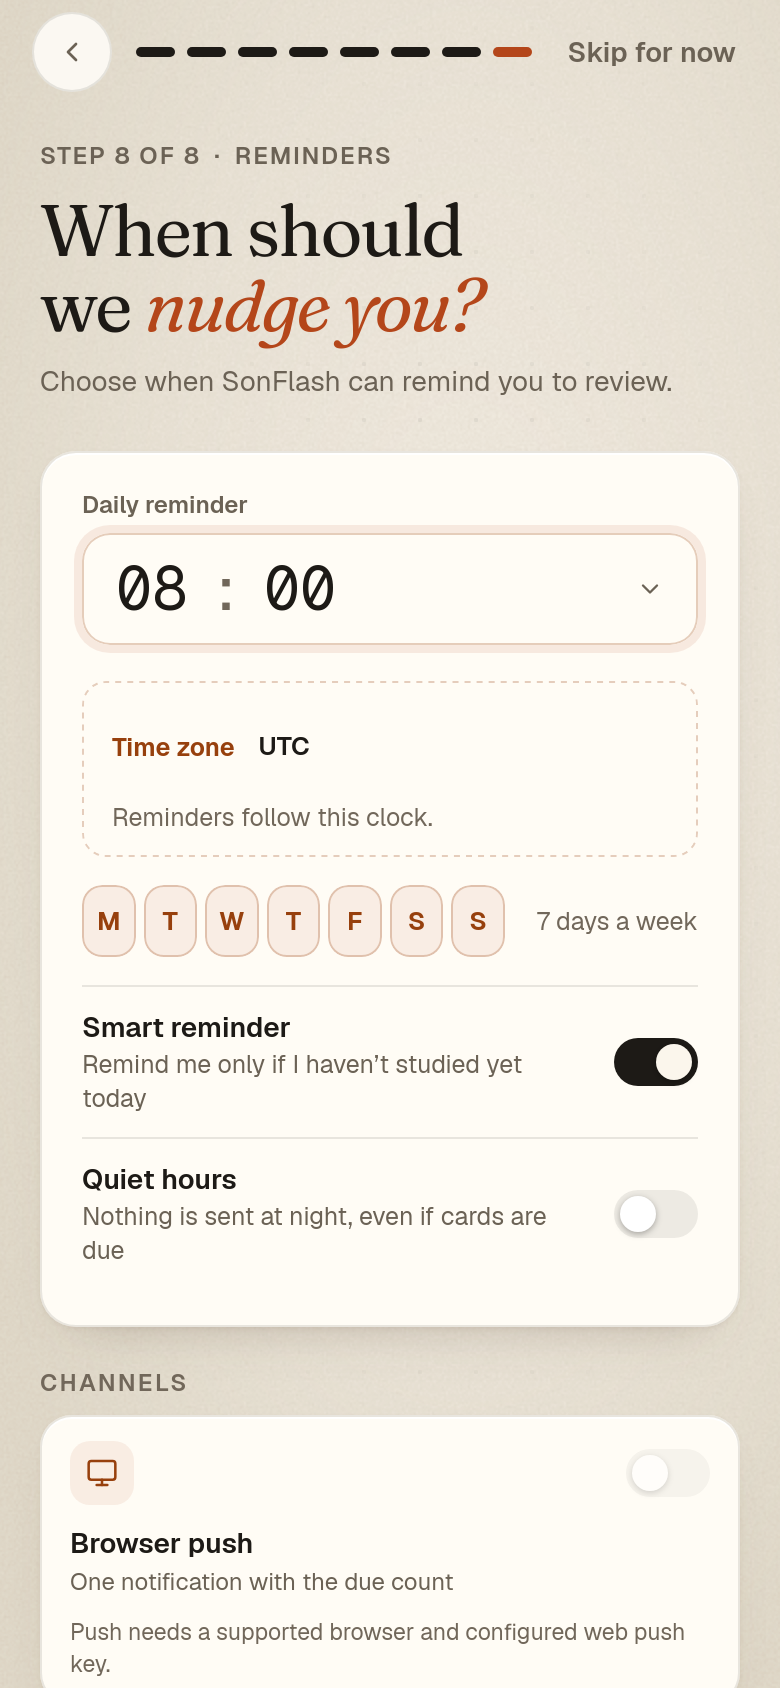 Skip for now
STEP 8 OF 8 · REMINDERS
When should
we nudge you?
Choose when SonFlash can remind you to review.
Daily reminder
08 : 00
Time zone UTC
Reminders follow this clock.
M T W T F S S 7 days a week
Smart reminder
Remind me only if I haven’t studied yet
today
Quiet hours
Nothing is sent at night, even if cards are
due
CHANNELS
Browser push
One notification with the due count
Push needs a supported browser and configured web push
key.